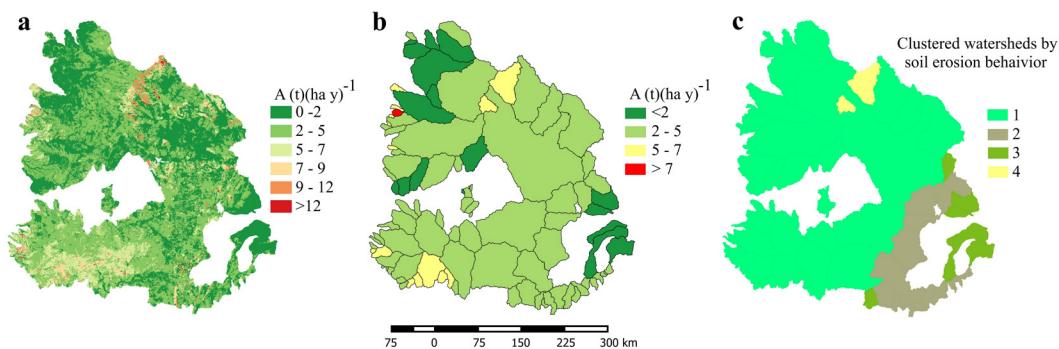 a
A (t)(ha y)^-1
0 -2
2 - 5
5 - 7
7 - 9
9 - 12
>12
b
A (t)(ha y)^-1
<2
2 - 5
5 - 7
> 7
75 0 75 150 225 300 km
c
Clustered watersheds by
soil erosion behaivior
1
2
3
4